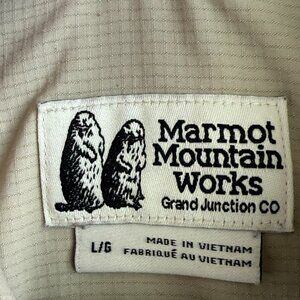 Marmot
Mountain
Works
Grand Junction CO
L/G
MADE IN VIETNAM
FABRIQUÉ AU VIETNAM